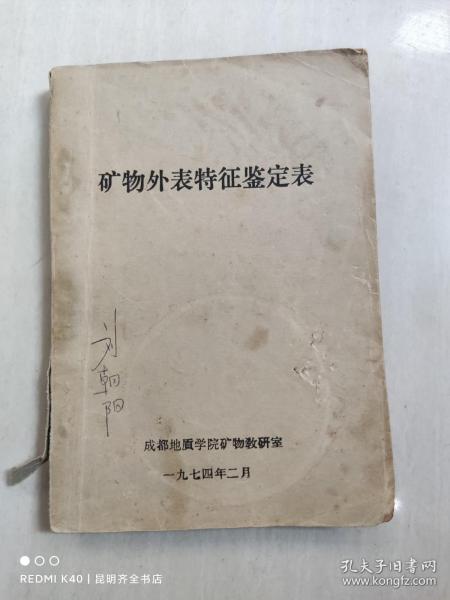 矿物外表特征鉴定表
刘朝阳
成都地质学院矿物教研室
一九七四年二月
REDMI K40 | 昆明齐全书店
孔夫子旧书网
www.kongfz.com